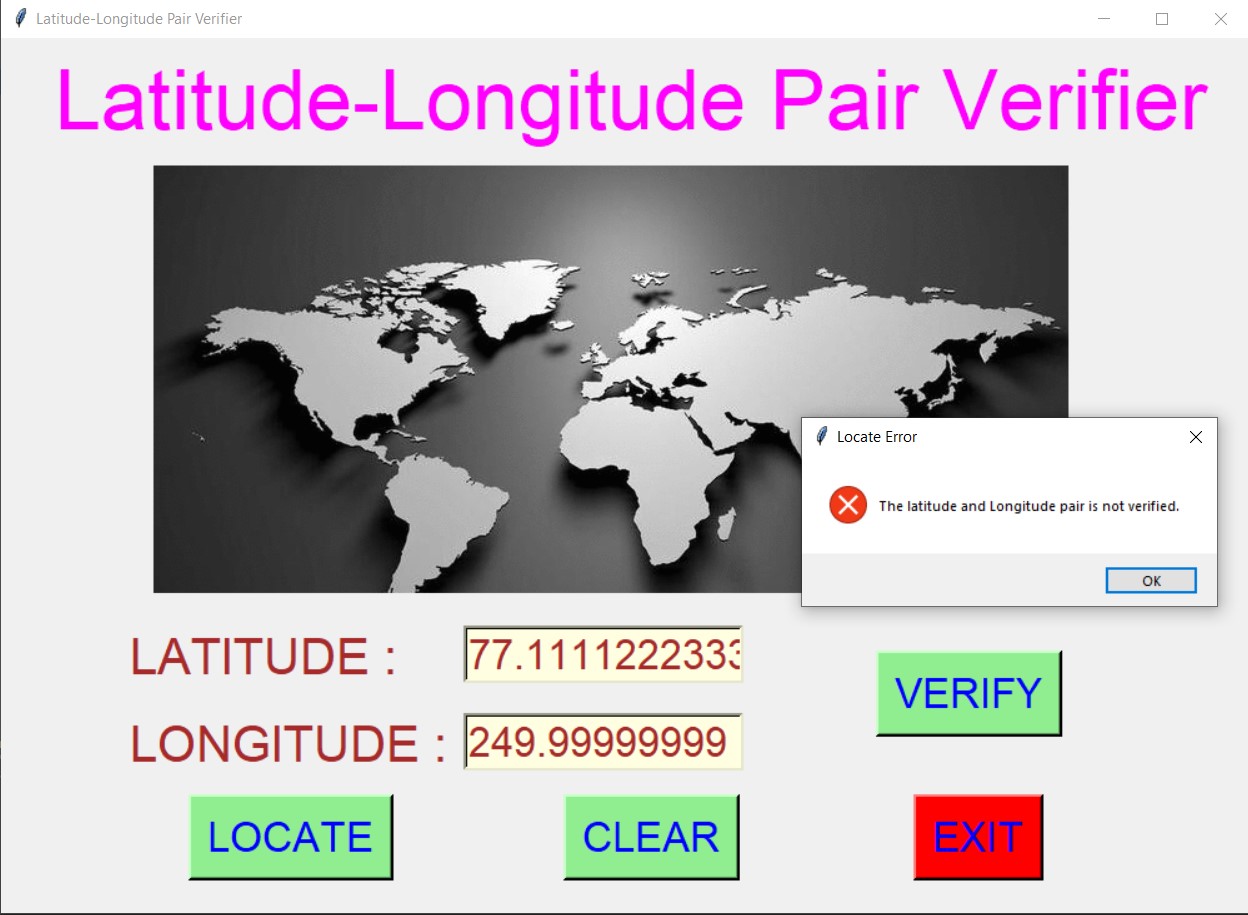 Latitude-Longitude Pair Verifier
Latitude-Longitude Pair Verifier
Locate Error
The latitude and Longitude pair is not verified.
OK
LATITUDE :
77.1111222333
LONGITUDE :
249.99999999
VERIFY
LOCATE
CLEAR
EXIT